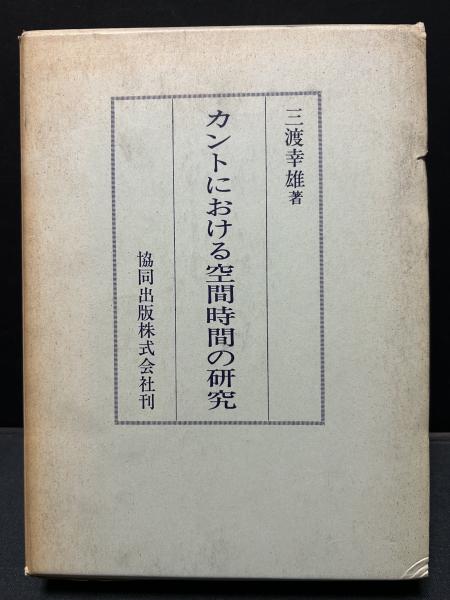 三渡幸雄著
カントにおける空間時間の研究
協同出版株式会社刊